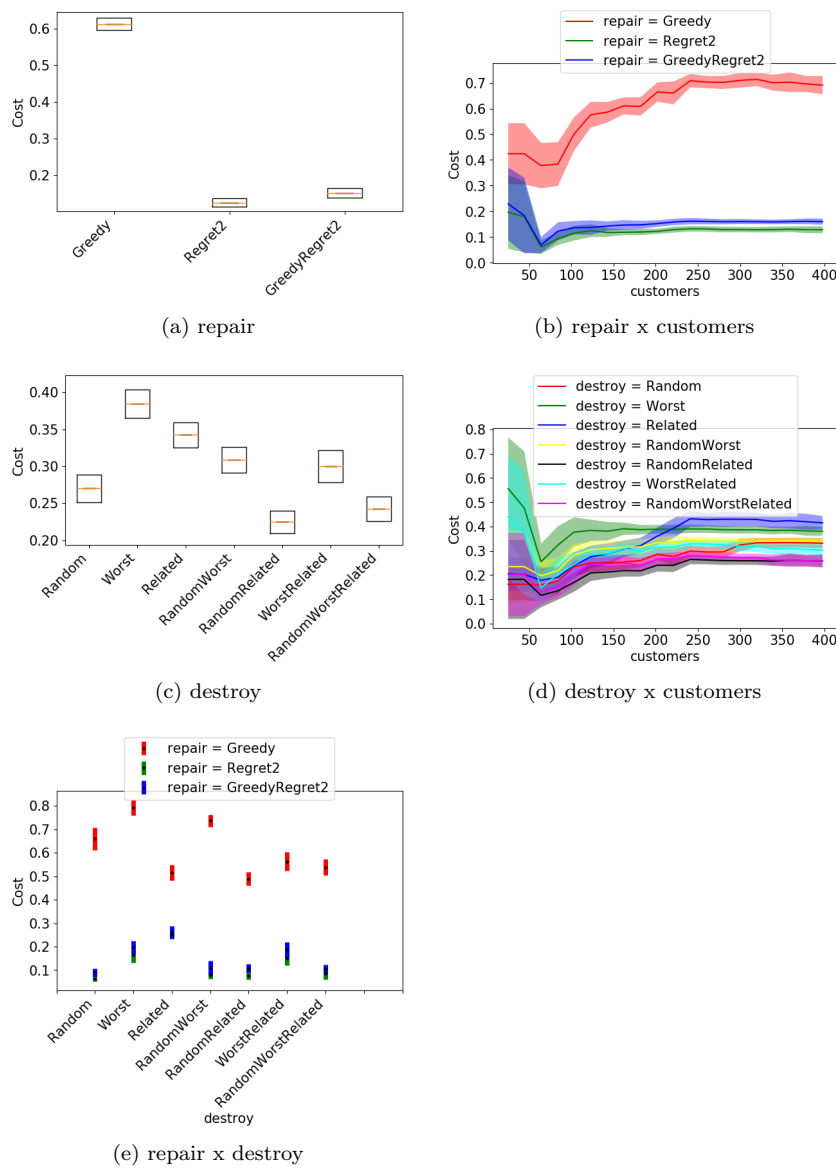 0.6
0.5
0.4
0.3
0.2
Cost
Greedy
Regret2
GreedyRegret2
(a) repair
repair = Greedy
repair = Regret2
repair = GreedyRegret2
0.7
0.6
0.5
0.4
0.3
0.2
0.1
0.0
Cost
50 100 150 200 250 300 350 400
customers
(b) repair x customers
0.40
0.35
0.30
0.25
0.20
Cost
Random
Worst
Related
RandomWorst
RandomRelated
WorstRelated
RandomWorstRelated
(c) destroy
destroy = Random
destroy = Worst
destroy = Related
destroy = RandomWorst
destroy = RandomRelated
destroy = WorstRelated
destroy = RandomWorstRelated
0.8
0.7
0.6
0.5
0.4
0.3
0.2
0.1
0.0
Cost
50 100 150 200 250 300 350 400
customers
(d) destroy x customers
repair = Greedy
repair = Regret2
repair = GreedyRegret2
0.8
0.7
0.6
0.5
0.4
0.3
0.2
0.1
Cost
Random
Worst
Related
RandomWorst
RandomRelated
WorstRelated
RandomWorstRelated
destroy
(e) repair x destroy